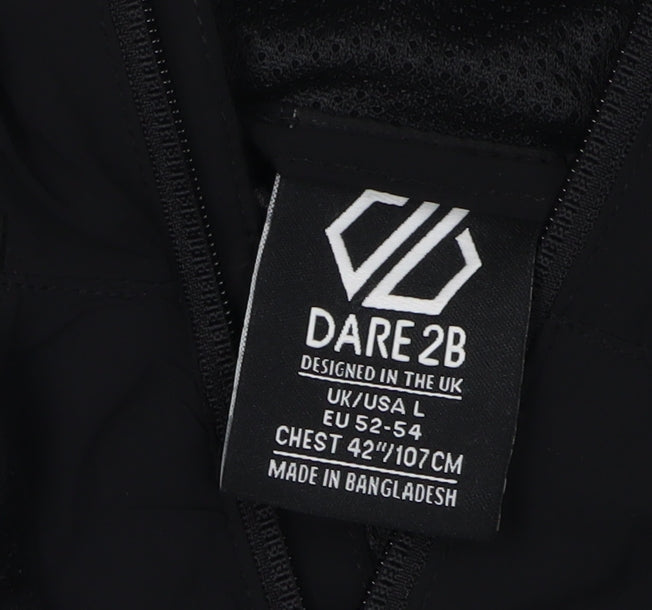 DARE 2B
DESIGNED IN THE UK
UK/USA L
EU 52-54
CHEST 42"/107CM
MADE IN BANGLADESH